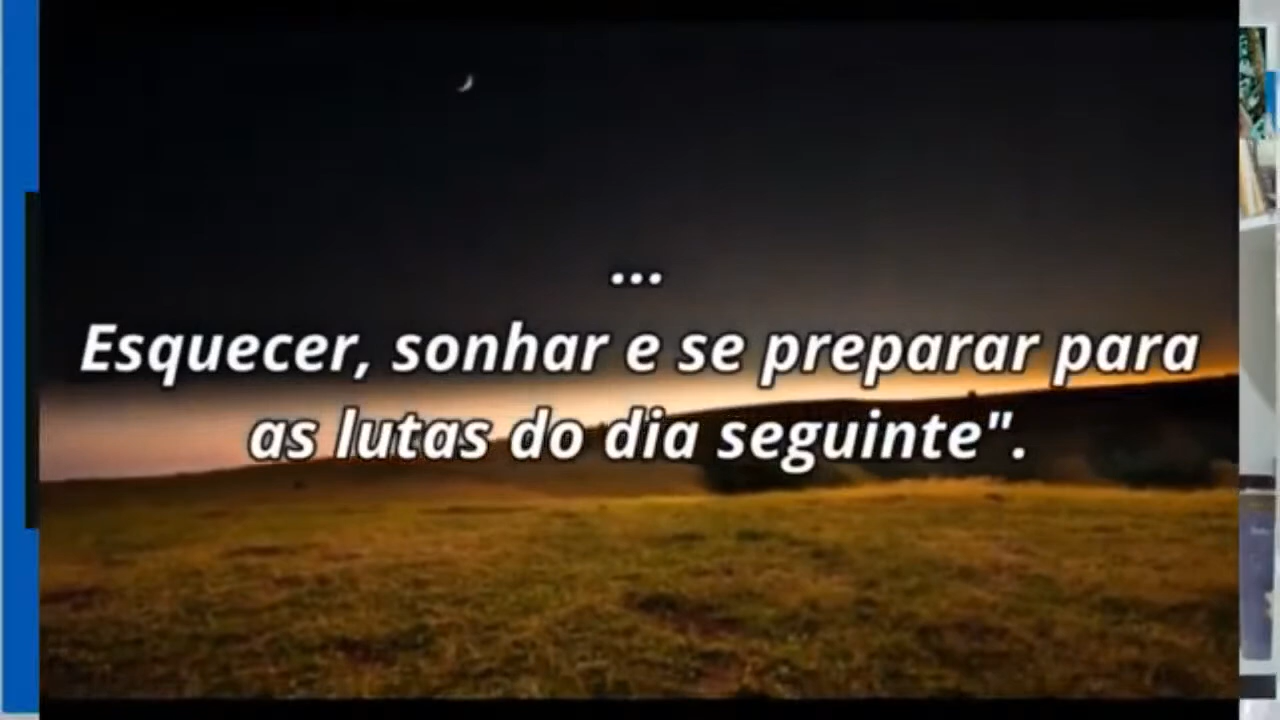 ...
Esquecer, sonhar e se preparar para
as lutas do dia seguinte".